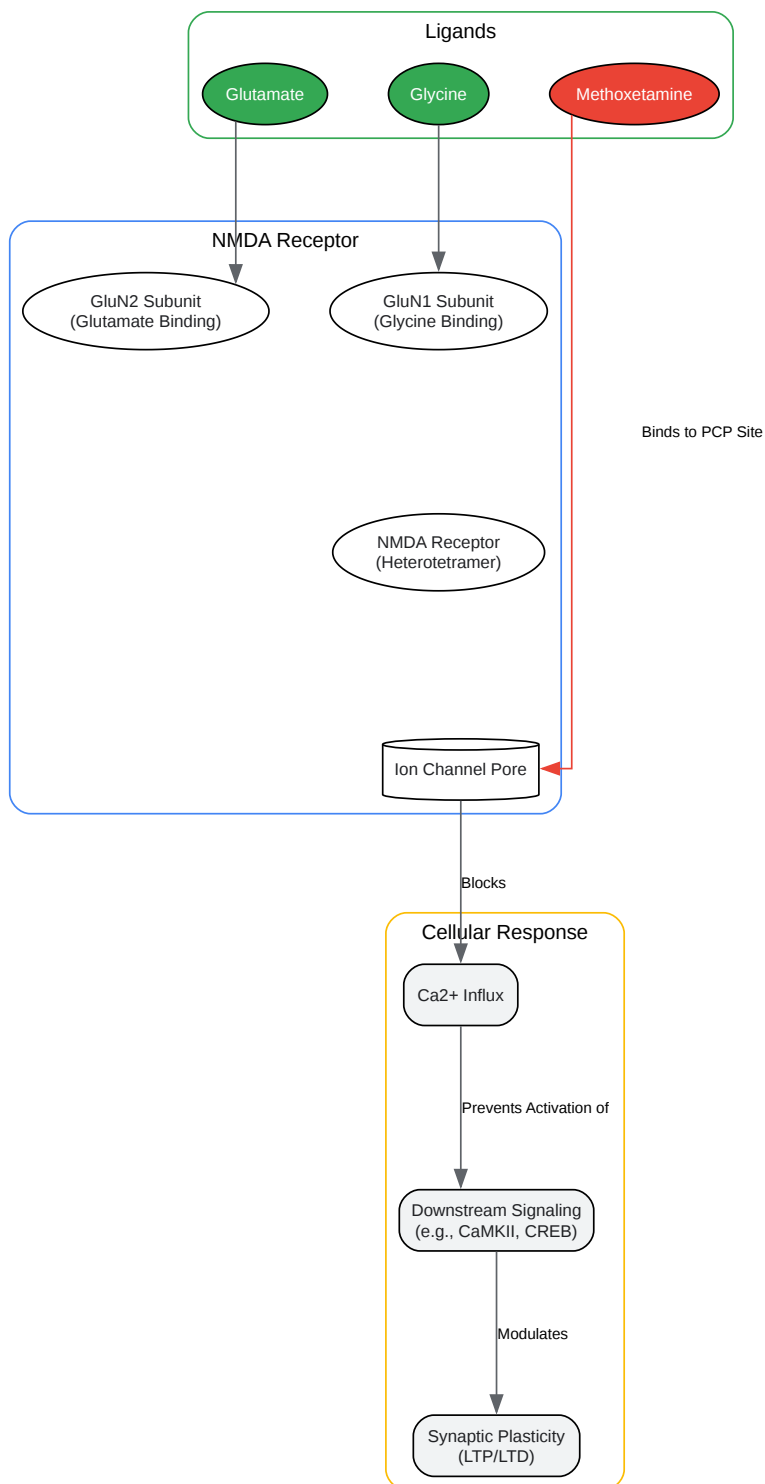 Ligands
Glutamate
Glycine
Methoxetamine
NMDA Receptor
GluN2 Subunit
(Glutamate Binding)
GluN1 Subunit
(Glycine Binding)
Binds to PCP Site
NMDA Receptor
(Heterotetramer)
Ion Channel Pore
Blocks
Cellular Response
Ca2+ Influx
Prevents Activation of
Downstream Signaling
(e.g., CaMKII, CREB)
Modulates
Synaptic Plasticity
(LTP/LTD)